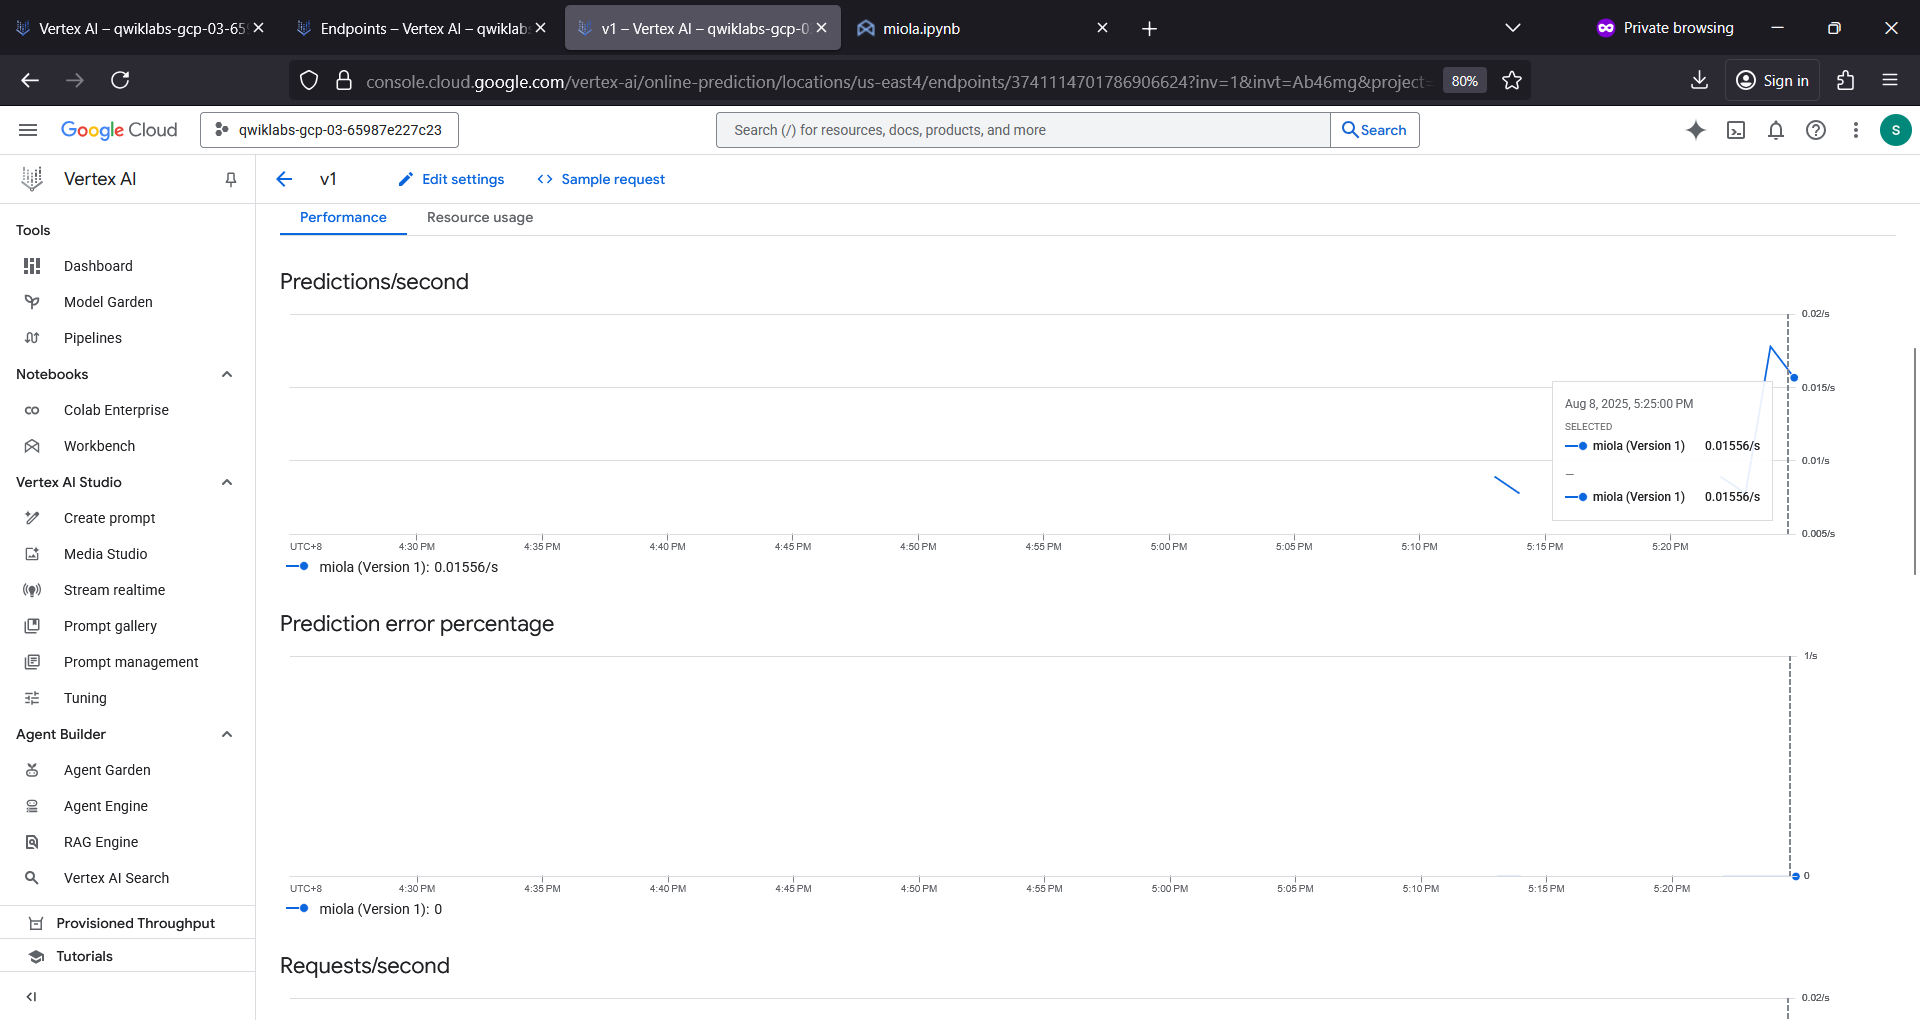 Vertex AI – qwiklabs-gcp-03-65
Endpoints – Vertex AI – qwiklab
v1 – Vertex AI – qwiklabs-gcp-0
miola.ipynb
Private browsing
console.cloud.google.com/vertex-ai/online-prediction/locations/us-east4/endpoints/3741114701786906624?inv=1&invt=Ab46mg&project=
80%
Sign in
Google Cloud
qwiklabs-gcp-03-65987e227c23
Search (/) for resources, docs, products, and more
Search
S
Vertex AI
v1
Edit settings
Sample request
Tools
Dashboard
Model Garden
Pipelines
Notebooks
Colab Enterprise
Workbench
Vertex AI Studio
Create prompt
Media Studio
Stream realtime
Prompt gallery
Prompt management
Tuning
Agent Builder
Agent Garden
Agent Engine
RAG Engine
Vertex AI Search
Provisioned Throughput
Tutorials
Performance
Resource usage
Predictions/second
0.02/s
0.015/s
0.01/s
0.005/s
Aug 8, 2025, 5:25:00 PM
SELECTED
miola (Version 1) 0.01556/s
—
miola (Version 1) 0.01556/s
UTC+8 4:30 PM 4:35 PM 4:40 PM 4:45 PM 4:50 PM 4:55 PM 5:00 PM 5:05 PM 5:10 PM 5:15 PM 5:20 PM
miola (Version 1): 0.01556/s
Prediction error percentage
1/s
0
UTC+8 4:30 PM 4:35 PM 4:40 PM 4:45 PM 4:50 PM 4:55 PM 5:00 PM 5:05 PM 5:10 PM 5:15 PM 5:20 PM
miola (Version 1): 0
Requests/second
0.02/s